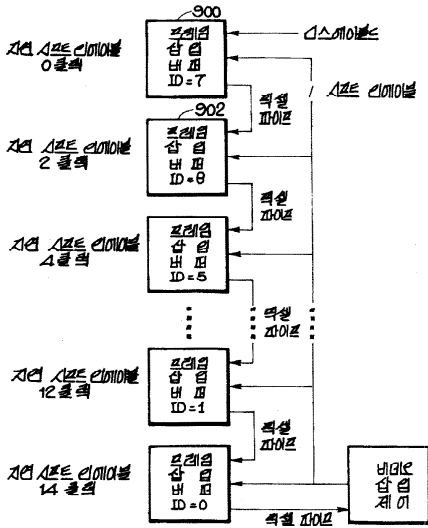 900
프레임
삽입
버퍼
ID=7
지연 시프트 인에이블
0 클럭
시프트 인에이블
픽셀
파이프
902
프레임
삽입
버퍼
ID=6
지연 시프트 인에이블
2 클럭
픽셀
파이프
프레임
삽입
버퍼
ID=5
지연 시프트 인에이블
4 클럭
픽셀
파이프
프레임
삽입
버퍼
ID=1
지연 시프트 인에이블
12 클럭
픽셀
파이프
프레임
삽입
버퍼
ID=0
지연 시프트 인에이블
14 클럭
비디오
삽입
제어
픽셀 파이프